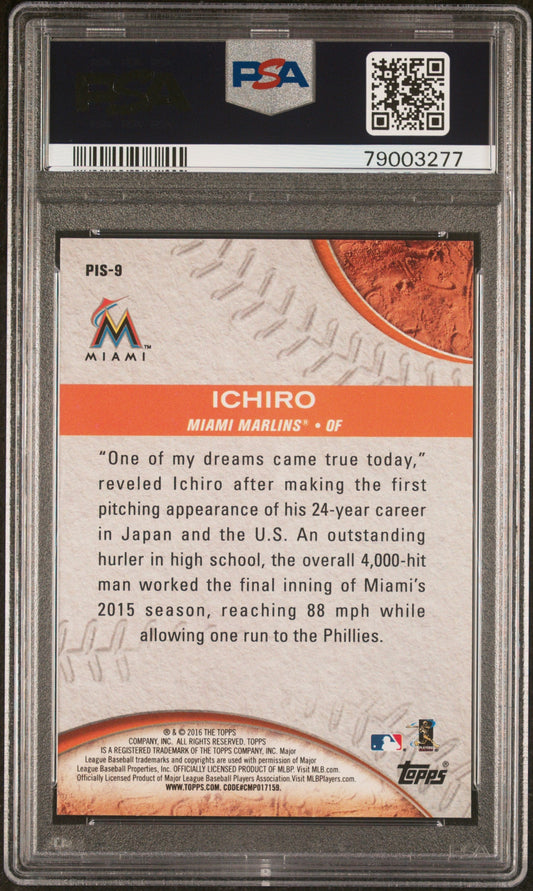 PSA
PSA
79003277
PIS-9
M
MIAMI ™
ICHIRO
MIAMI MARLINS® • OF
“One of my dreams came true today,”
reveled Ichiro after making the first
pitching appearance of his 24-year career
in Japan and the U.S. An outstanding
hurler in high school, the overall 4,000-hit
man worked the final inning of Miami’s
2015 season, reaching 88 mph while
allowing one run to the Phillies.
® & © 2016 THE TOPPS
COMPANY, INC. ALL RIGHTS RESERVED. TOPPS
IS A REGISTERED TRADEMARK OF THE TOPPS COMPANY, INC. Major
League Baseball trademarks and copyrights are used with permission of Major
League Baseball Properties, Inc. OFFICIALLY LICENSED PRODUCT OF MLBP. Visit MLB.com.
Officially Licensed Product of Major League Baseball Players Association.Visit MLBPlayers.com.
WWW.TOPPS.COM. CODE#CMP017159.
PLAYERS
topps